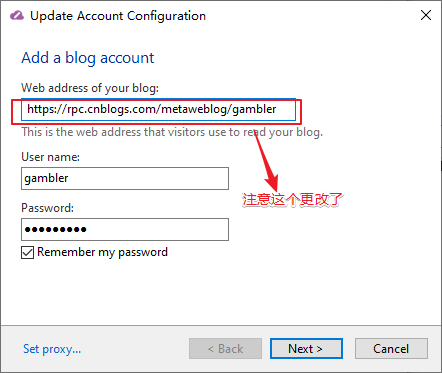 Update Account Configuration
Add a blog account
Web address of your blog:
https://rpc.cnblogs.com/metaweblog/gambler
This is the web address that visitors use to read your blog.
User name:
gambler
注意这个更改了
Password:
●●●●●●●●●
Remember my password
Set proxy...
< Back
Next >
Cancel